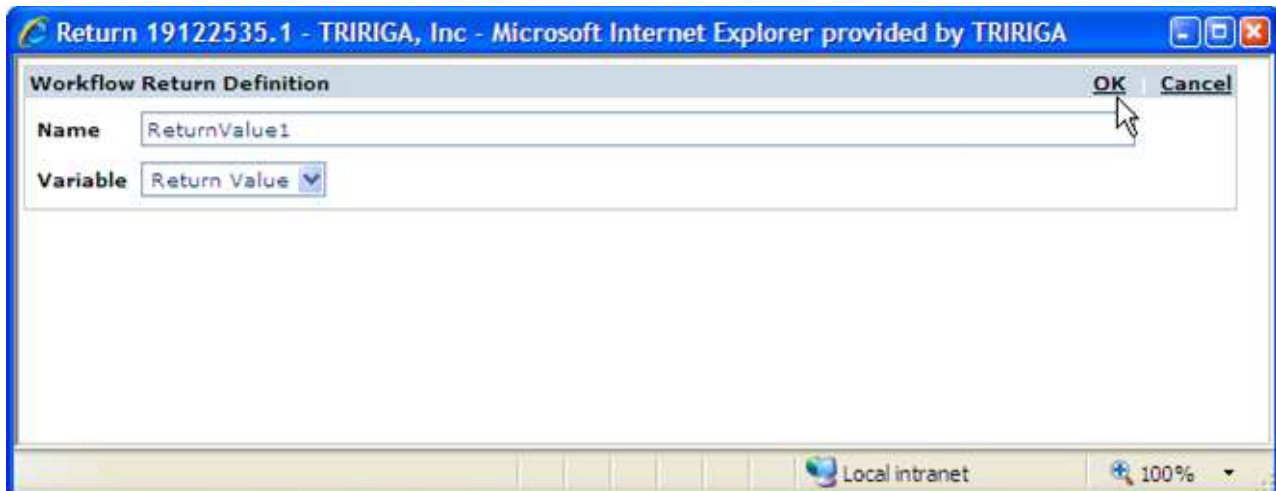 Return 19122535.1 - TRIRIGA, Inc - Microsoft Internet Explorer provided by TRIRIGA
Workflow Return Definition OK Cancel
Name ReturnValue1
Variable Return Value
Local intranet 100%